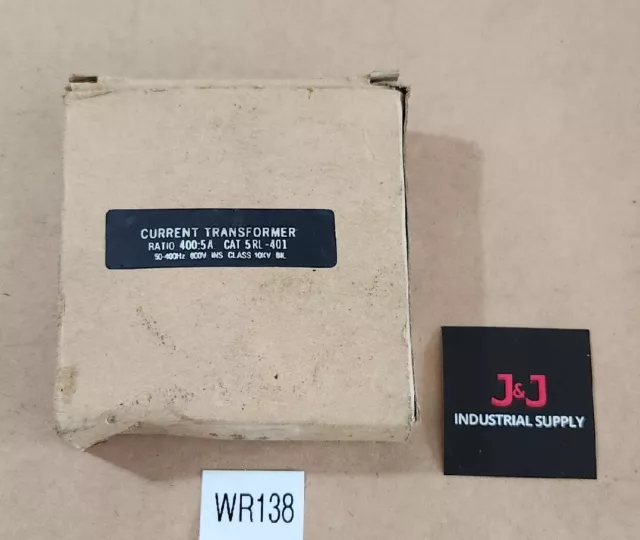 CURRENT TRANSFORMER
RATIO 400:5A CAT 5RL-401
50-400Hz 600V INS CLASS 10KV BIL
J&J
INDUSTRIAL SUPPLY
WR138